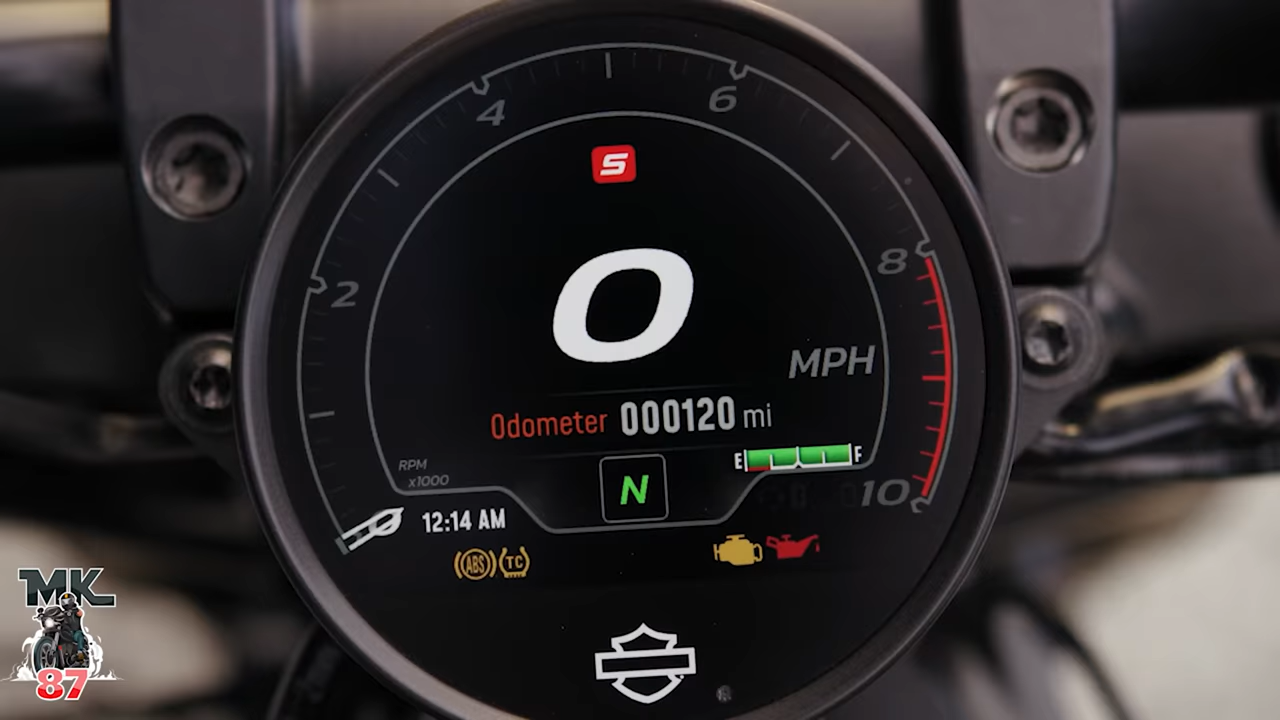 4
6
S
2
8
0
MPH
Odometer 000120 mi
E F
RPM
x1000
N
10
0
12:14 AM
ABS TC
MK
87